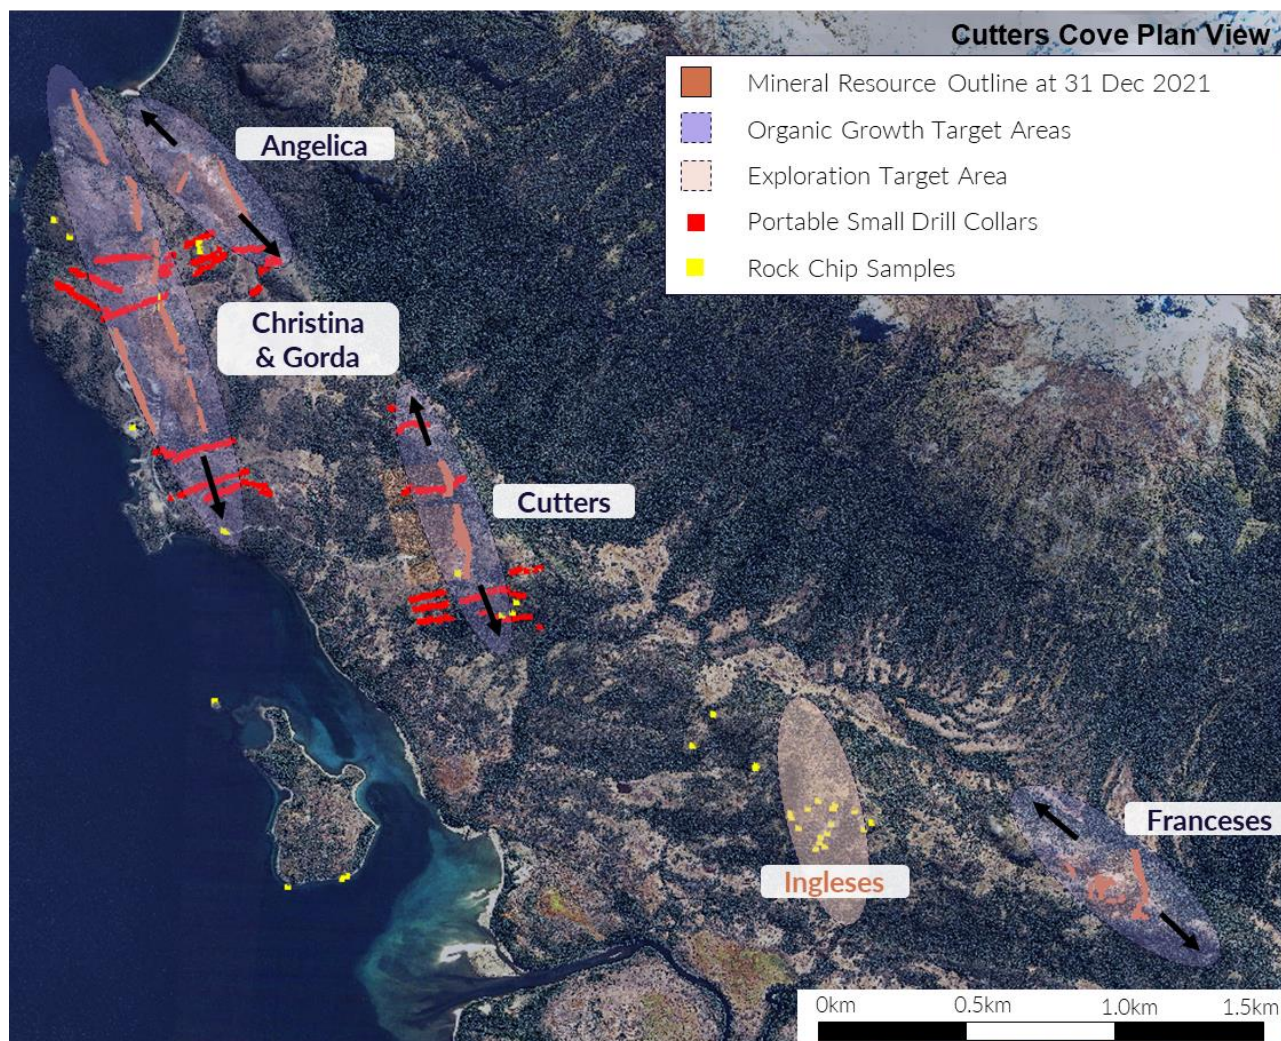 Cutters Cove Plan View
Mineral Resource Outline at 31 Dec 2021
Organic Growth Target Areas
Exploration Target Area
Portable Small Drill Collars
Rock Chip Samples
Angelica
Christina
& Gorda
Cutters
Franceses
Ingleses
0km 0.5km 1.0km 1.5km